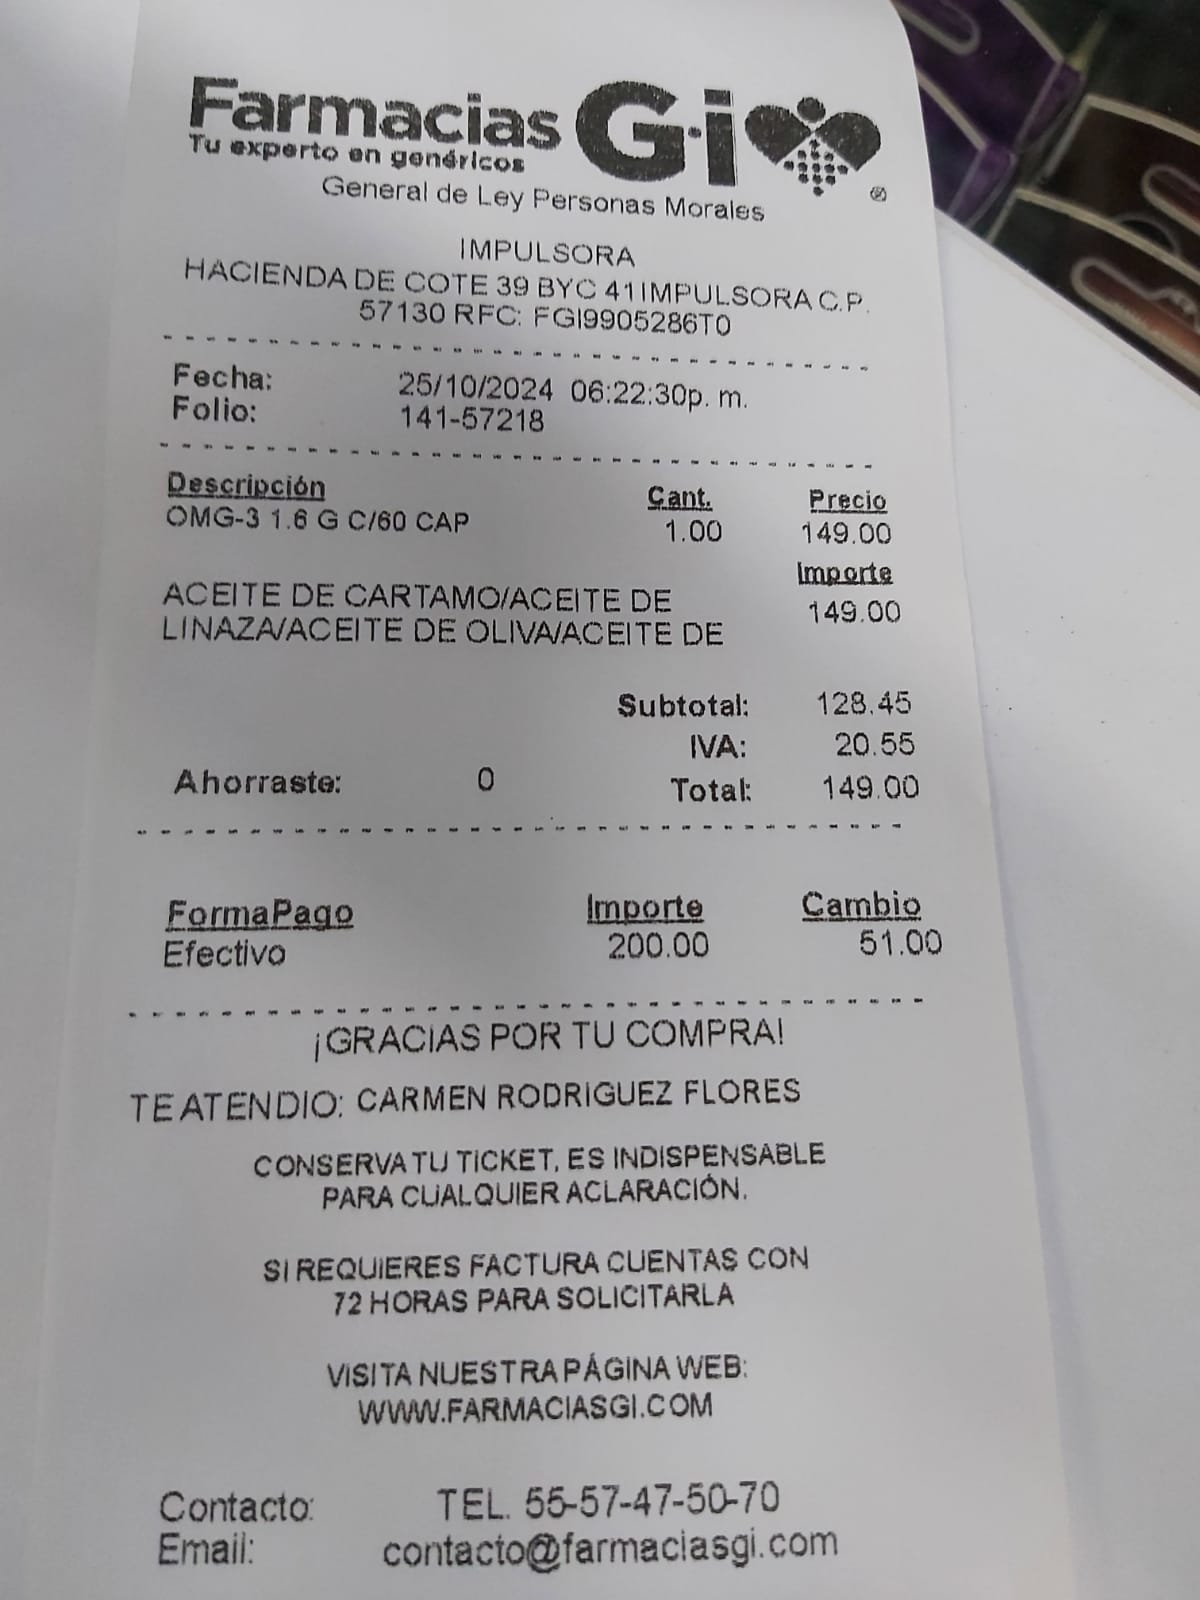 Farmacias Gi
Tu experto en genéricos
General de Ley Personas Morales
IMPULSORA
HACIENDA DE COTE 39 BYC 41 IMPULSORA C.P.
57130 RFC: FGI9905286T0
Fecha: 25/10/2024 06:22:30p. m.
Folio: 141-57218
Descripción Cant. Precio
OMG-3 1.6 G C/60 CAP 1.00 149.00
Importe
ACEITE DE CARTAMO/ACEITE DE 149.00
LINAZA/ACEITE DE OLIVA/ACEITE DE
Subtotal: 128.45
IVA: 20.55
Ahorraste: 0 Total: 149.00
FormaPago Importe Cambio
Efectivo 200.00 51.00
¡GRACIAS POR TU COMPRA!
TE ATENDIO: CARMEN RODRIGUEZ FLORES
CONSERVA TU TICKET, ES INDISPENSABLE
PARA CUALQUIER ACLARACIÓN.
SI REQUIERES FACTURA CUENTAS CON
72 HORAS PARA SOLICITARLA
VISITA NUESTRA PÁGINA WEB:
WWW.FARMACIASGI.COM
Contacto: TEL. 55-57-47-50-70
Email: contacto@farmaciasgi.com